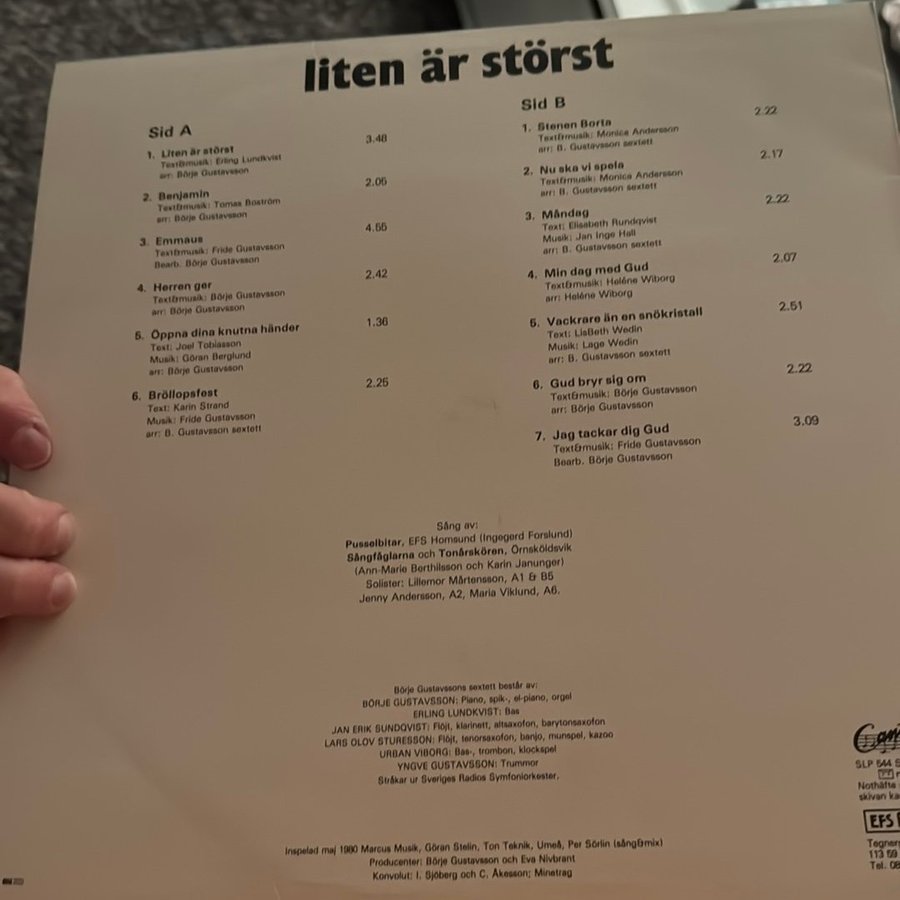 liten är störst
Sid A
1. Liten är störst 3.48
Text&musik: Erling Lundkvist
arr: Börje Gustavsson
2. Benjamin 2.05
Text&musik: Tomas Boström
arr: Börje Gustavsson
3. Emmaus 4.55
Text&musik: Fride Gustavsson
Bearb. Börje Gustavsson
4. Herren ger 2.42
Text&musik: Börje Gustavsson
arr: Börje Gustavsson
5. Öppna dina knutna händer 1.36
Text: Joel Tobiasson
Musik: Göran Berglund
arr: Börje Gustavsson
6. Bröllopsfest 2.25
Text: Karin Strand
Musik: Fride Gustavsson
arr: B. Gustavsson sextett
Sid B
1. Stenen Borta 2.22
Text&musik: Monica Andersson
arr: B. Gustavsson sextett
2. Nu ska vi spela 2.17
Text&musik: Monica Andersson
arr: B. Gustavsson sextett
3. Måndag 2.22
Text: Elisabeth Rundqvist
Musik: Jan Inge Hall
arr: B. Gustavsson sextett
4. Min dag med Gud 2.07
Text&musik: Heléne Wiborg
arr: Heléne Wiborg
5. Vackrare än en snökristall 2.51
Text: LisBeth Wedin
Musik: Lage Wedin
arr: B. Gustavsson sextett
6. Gud bryr sig om 2.22
Text&musik: Börje Gustavsson
arr: Börje Gustavsson
7. Jag tackar dig Gud 3.09
Text&musik: Fride Gustavsson
Bearb. Börje Gustavsson
Sång av:
Pusselbitar, EFS Homsund (Ingegerd Forslund)
Sångfåglarna och Tonårskören, Örnsköldsvik
(Ann-Marie Berthilsson och Karin Janunger)
Solister: Lillemor Mårtensson, A1 & B5
Jenny Andersson, A2, Maria Viklund, A6.
Börje Gustavssons sextett består av:
BÖRJE GUSTAVSSON: Piano, spik-, el-piano, orgel
ERLING LUNDKVIST: Bas
JAN ERIK SUNDQVIST: Flöjt, klarinett, altsaxofon, barytonsaxofon
LARS OLOV STURESSON: Flöjt, tenorsaxofon, banjo, munspel, kazoo
URBAN VIBORG: Bas-, trombon, klockspel
YNGVE GUSTAVSSON: Trummor
Stråkar ur Sveriges Radios Symfoniorkester.
Inspelad maj 1980 Marcus Musik, Göran Stelin, Ton Teknik, Umeå, Per Sörlin (sång&mix)
Producenter: Börje Gustavsson och Eva Nivbrant
Konvolut: I. Sjöberg och C. Åkesson; Minetrag
SLP 544
Nothäfte
skivan ka
EFS
Tegner
113 59
Tel. 08